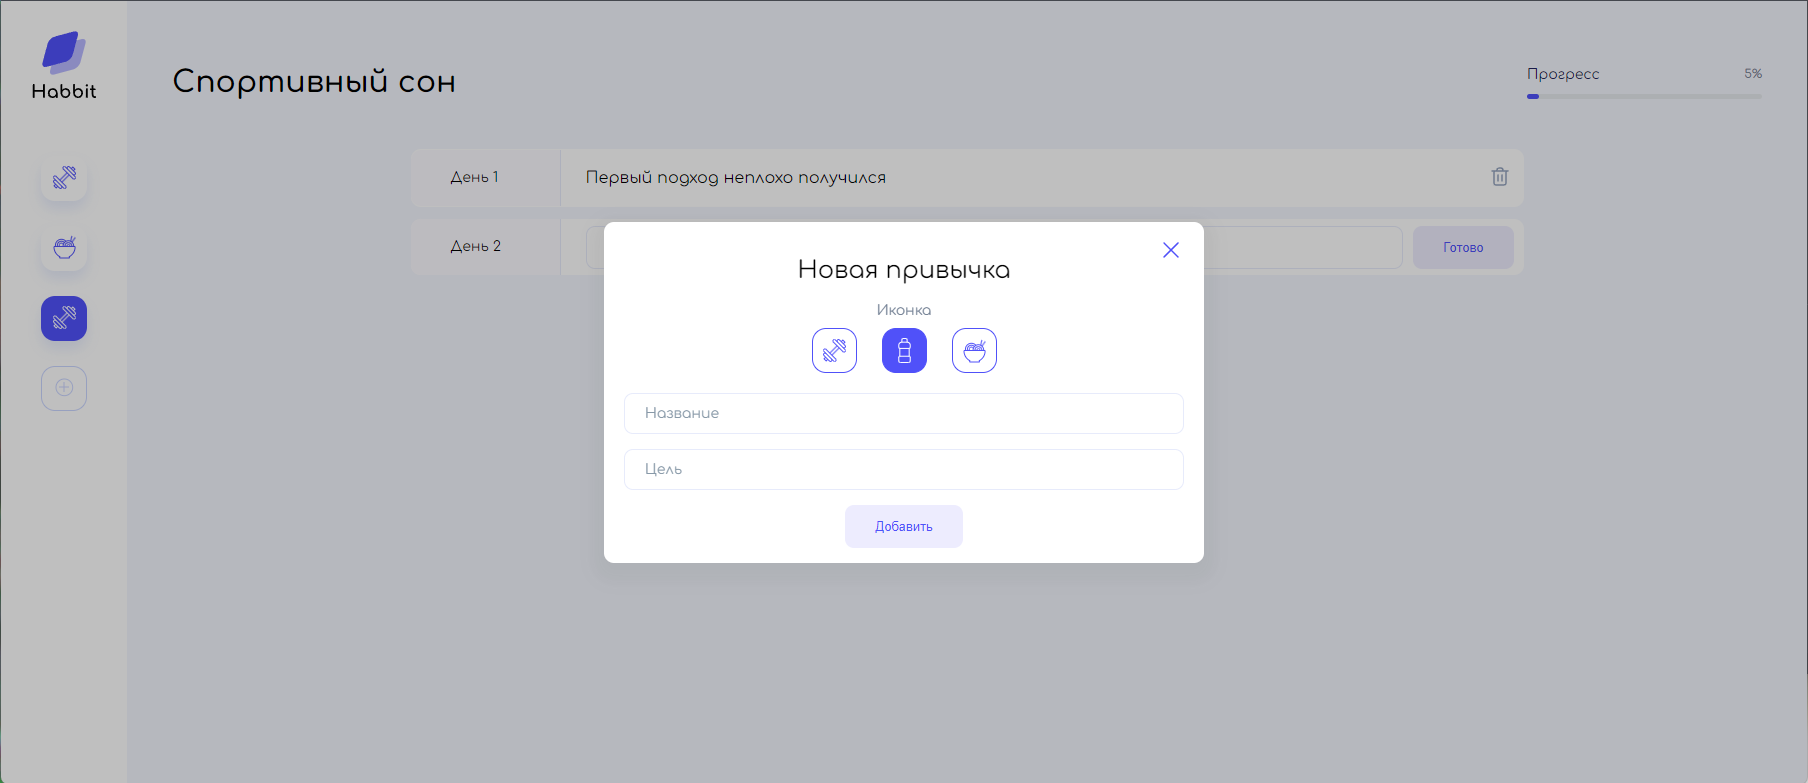 Habbit
Спортивный сон
Прогресс 5%
День 1 Первый подход неплохо получился
День 2 Готово
Новая привычка
Иконка
Название
Цель
Добавить